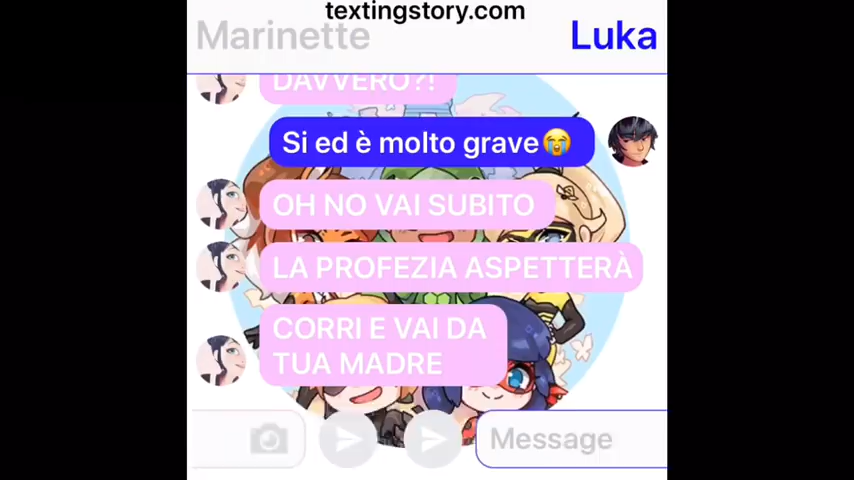 textingstory.com
Marinette
Luka
DAVVERO?!
Si ed è molto grave😭
OH NO VAI SUBITO
LA PROFEZIA ASPETTERÀ
CORRI E VAI DA
TUA MADRE
Message